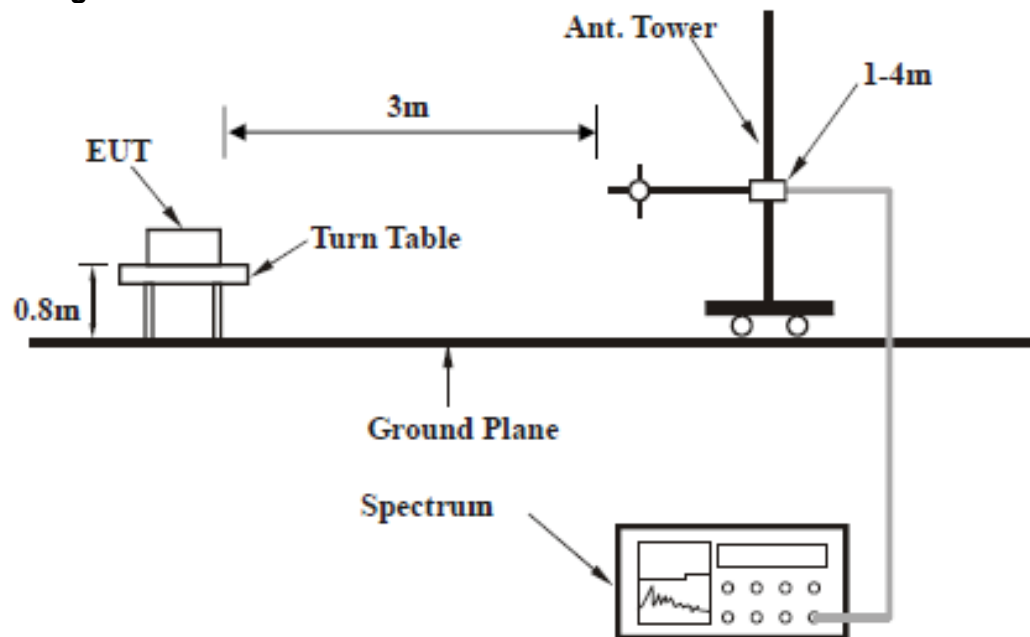 Ant. Tower
1-4m
3m
EUT
Turn Table
0.8m
Ground Plane
Spectrum